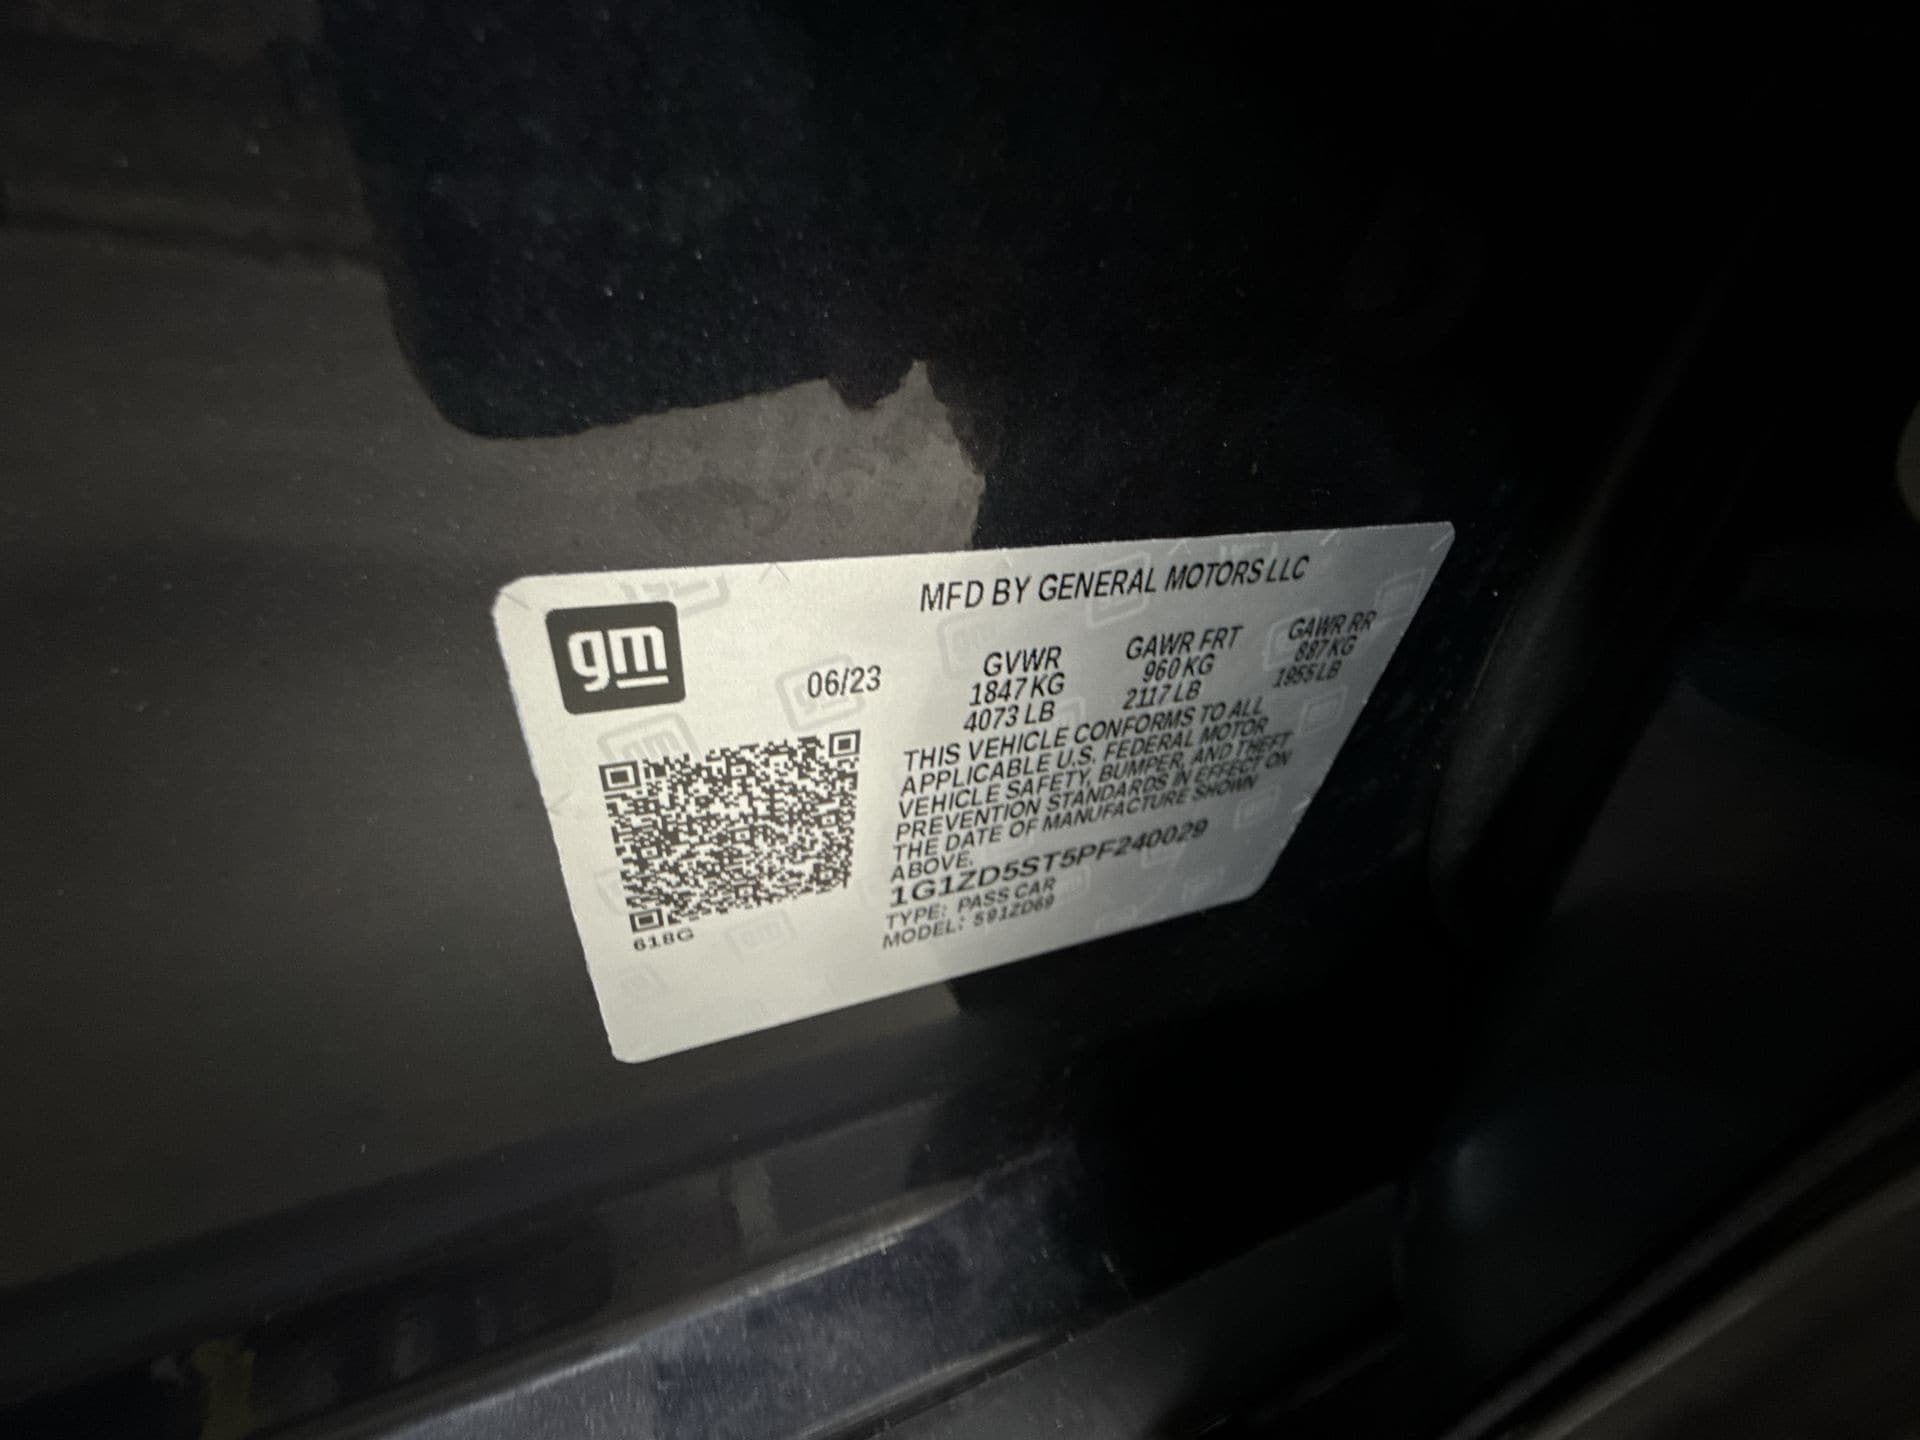 gm
MFD BY GENERAL MOTORS LLC
06/23
GVWR
1847 KG
4073 LB
GAWR FRT
960 KG
2117 LB
GAWR RR
887 KG
1955 LB
THIS VEHICLE CONFORMS TO ALL
APPLICABLE U.S. FEDERAL MOTOR
VEHICLE SAFETY, BUMPER, AND THEFT
PREVENTION STANDARDS IN EFFECT ON
THE DATE OF MANUFACTURE SHOWN
ABOVE.
1G1ZD5ST5PF240029
TYPE: PASS CAR
MODEL: 591ZD69
618G